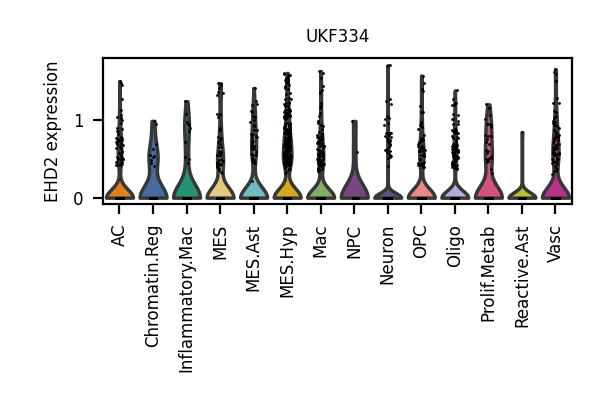 UKF334
EHD2 expression
1
0
AC
Chromatin.Reg
Inflammatory.Mac
MES
MES.Ast
MES.Hyp
Mac
NPC
Neuron
OPC
Oligo
Prolif.Metab
Reactive.Ast
Vasc